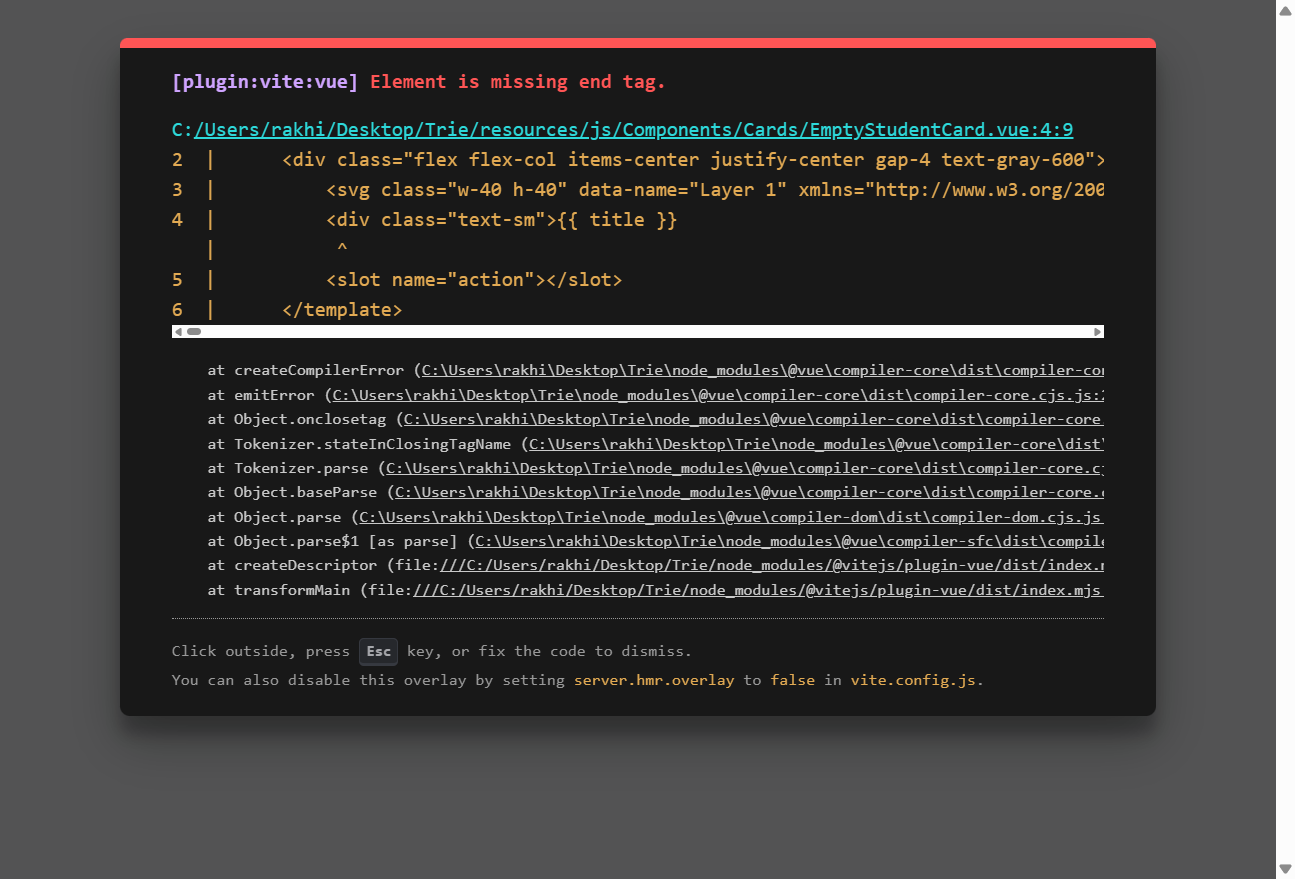 [plugin:vite:vue] Element is missing end tag.
C:/Users/rakhi/Desktop/Trie/resources/js/Components/Cards/EmptyStudentCard.vue:4:9
2  |      <div class="flex flex-col items-center justify-center gap-4 text-gray-600">
3  |          <svg class="w-40 h-40" data-name="Layer 1" xmlns="http://www.w3.org/200
4  |          <div class="text-sm">{{ title }}
   |           ^
5  |          <slot name="action"></slot>
6  |      </template>
at createCompilerError (C:\Users\rakhi\Desktop\Trie\node_modules\@vue\compiler-core\dist\compiler-cor
at emitError (C:\Users\rakhi\Desktop\Trie\node_modules\@vue\compiler-core\dist\compiler-core.cjs.js:2
at Object.onclosetag (C:\Users\rakhi\Desktop\Trie\node_modules\@vue\compiler-core\dist\compiler-core.
at Tokenizer.stateInClosingTagName (C:\Users\rakhi\Desktop\Trie\node_modules\@vue\compiler-core\dist\
at Tokenizer.parse (C:\Users\rakhi\Desktop\Trie\node_modules\@vue\compiler-core\dist\compiler-core.cj
at Object.baseParse (C:\Users\rakhi\Desktop\Trie\node_modules\@vue\compiler-core\dist\compiler-core.c
at Object.parse (C:\Users\rakhi\Desktop\Trie\node_modules\@vue\compiler-dom\dist\compiler-dom.cjs.js
at Object.parse$1 [as parse] (C:\Users\rakhi\Desktop\Trie\node_modules\@vue\compiler-sfc\dist\compile
at createDescriptor (file:///C:/Users/rakhi/Desktop/Trie/node_modules/@vitejs/plugin-vue/dist/index.m
at transformMain (file:///C:/Users/rakhi/Desktop/Trie/node_modules/@vitejs/plugin-vue/dist/index.mjs
Click outside, press Esc key, or fix the code to dismiss.
You can also disable this overlay by setting server.hmr.overlay to false in vite.config.js.